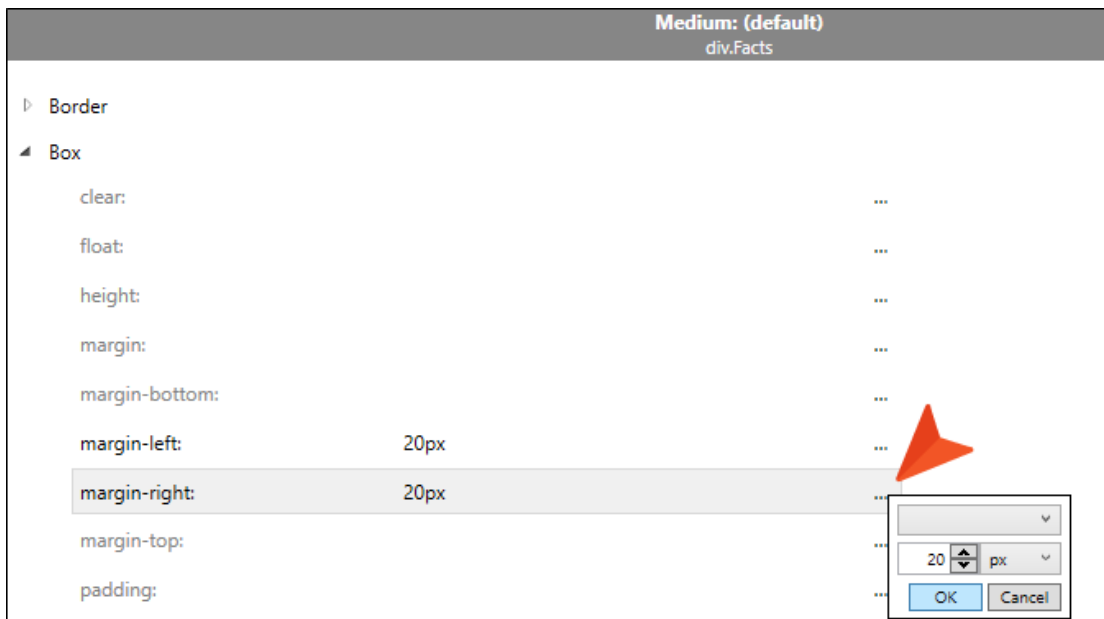 Medium: (default)
div.Facts
Border
Box
clear: ...
float: ...
height: ...
margin: ...
margin-bottom: ...
margin-left: 20px ...
margin-right: 20px ...
margin-top: ...
20 px
padding: ...
OK Cancel